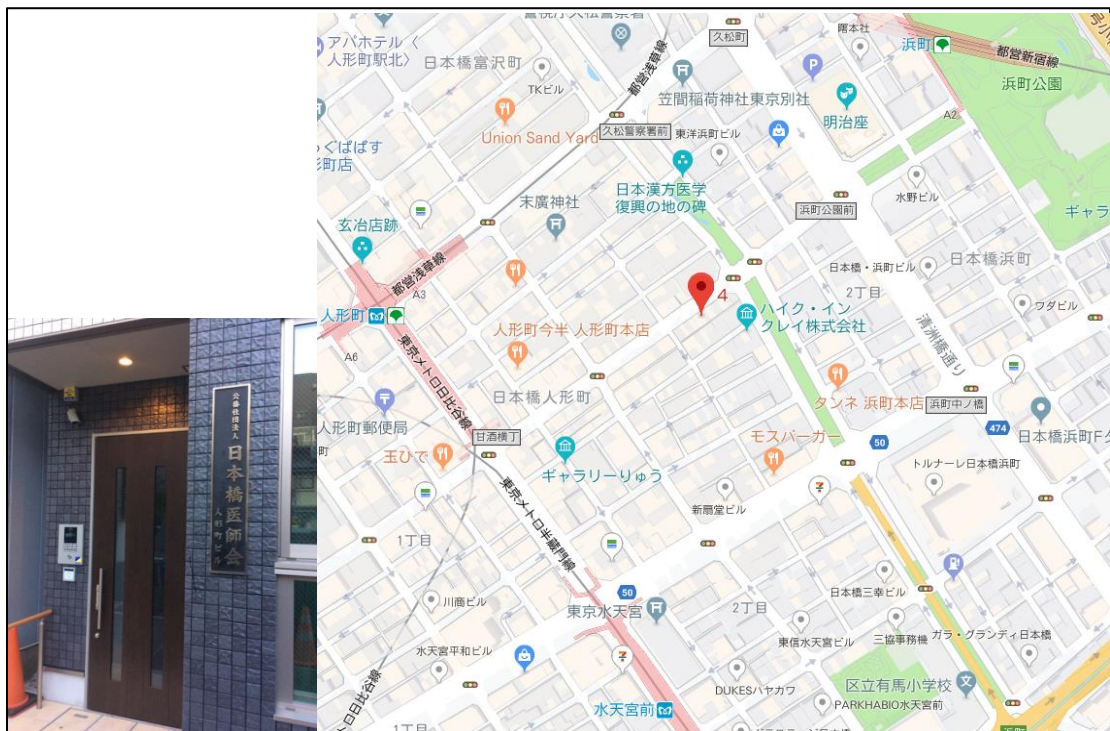 公益社団法人
日本橋医師会
人形町ビル
アパホテル〈
人形町駅北〉
日本橋富沢町
TKビル
都営浅草線
久松町
曙本社
浜町
都営新宿線
浜町公園
笠間稲荷神社東京別社
明治座
A2
Union Sand Yard
久松警察署前
東洋浜町ビル
日本漢方医学
復興の地の碑
水野ビル
浜町公園前
末廣神社
玄冶店跡
都営浅草線
A3
人形町
A6
日本橋・浜町ビル
日本橋浜町
2丁目
ワダビル
4
ハイク・イン
クレイ株式会社
清洲橋通り
人形町今半 人形町本店
東京メトロ日比谷線
日本橋人形町
人形町郵便局
甘酒横丁
玉ひで
ギャラリーりゅう
タンネ 浜町本店
浜町中ノ橋
474
50
モスバーガー
トルナーレ日本橋浜町
東京メトロ半蔵門線
新扇堂ビル
1丁目
川商ビル
50
東京水天宮
2丁目
日本橋三幸ビル
東信水天宮ビル
三協事務機
ガラ・グランディ日本橋
水天宮平和ビル
DUKESハヤカワ
区立有馬小学校
PARKHABIO水天宮前
水天宮前
1丁目
浜町